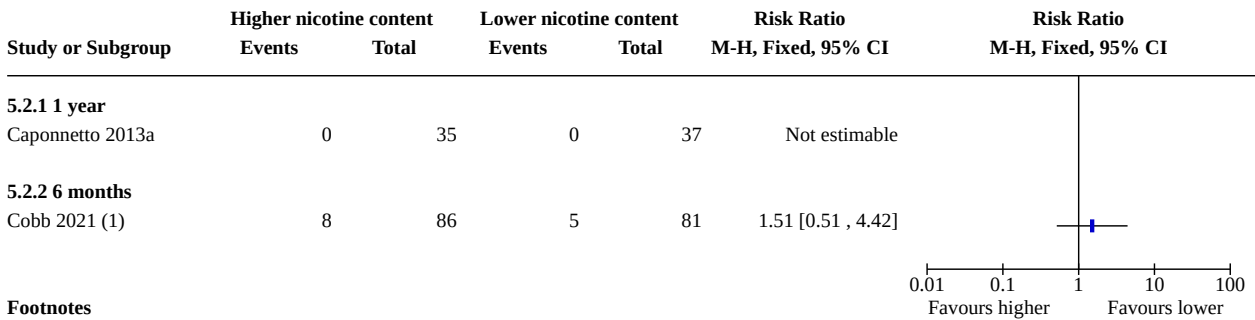 Higher nicotine content Lower nicotine content Risk Ratio Risk Ratio
Study or Subgroup Events Total Events Total M-H, Fixed, 95% CI M-H, Fixed, 95% CI
5.2.1 1 year
Caponnetto 2013a 0 35 0 37 Not estimable
5.2.2 6 months
Cobb 2021 (1) 8 86 5 81 1.51 [0.51 , 4.42]
0.01 0.1 1 10 100
Footnotes Favours higher Favours lower